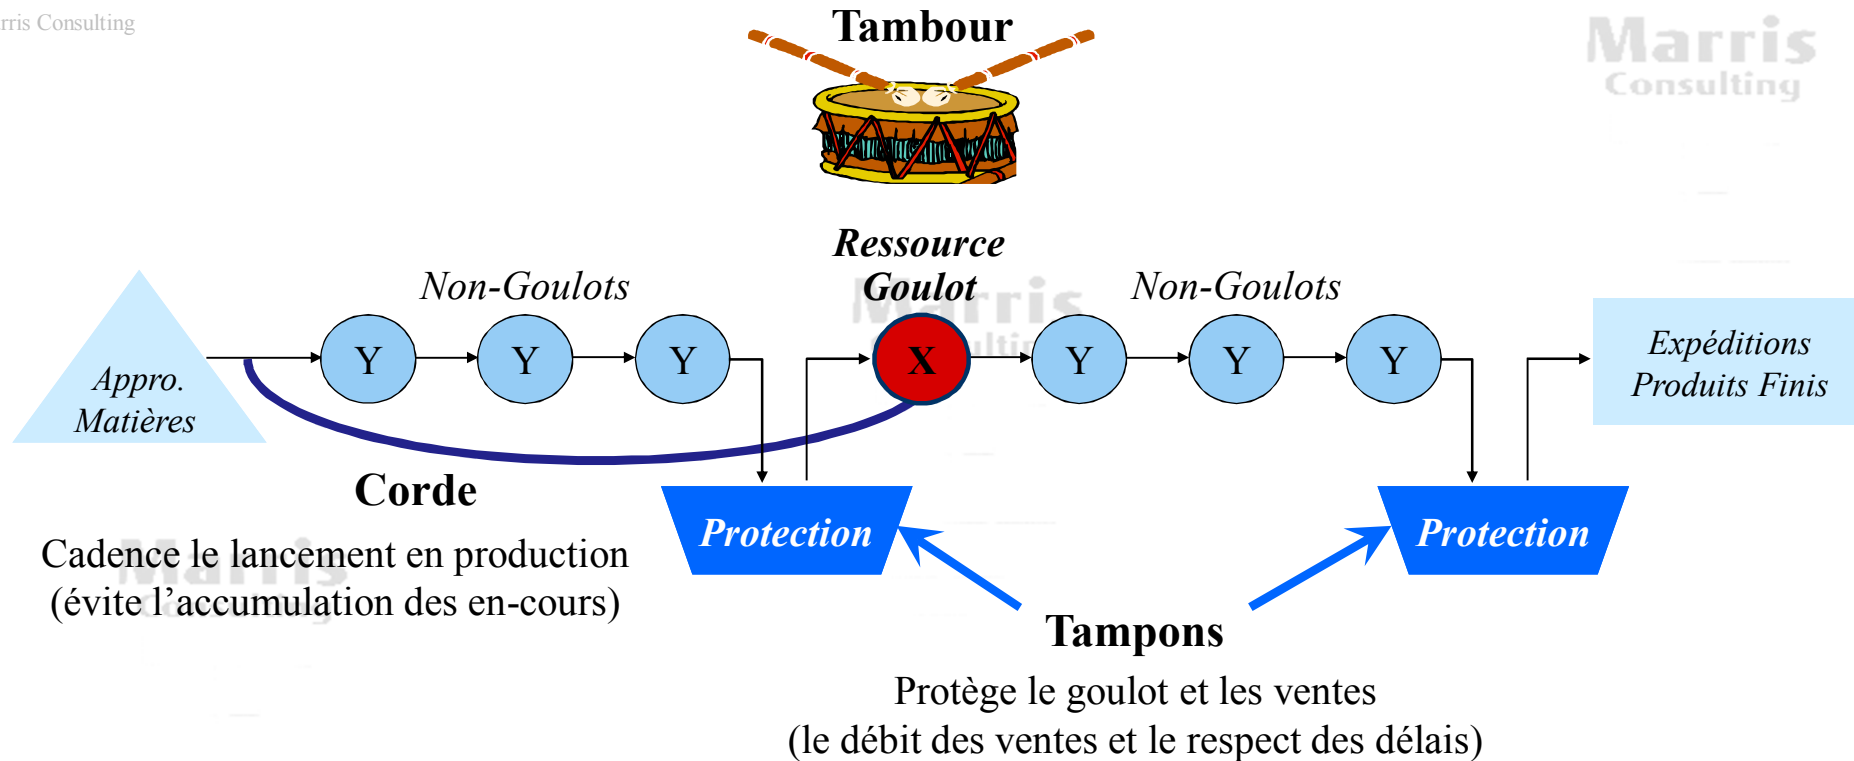 rris Consulting
Tambour
Marris
Consulting
Ressource
Goulot
Non-Goulots
Non-Goulots
Appro.
Matières
Y
Y
Y
X
Y
Y
Y
Expéditions
Produits Finis
Corde
Cadence le lancement en production
(évite l’accumulation des en-cours)
Protection
Protection
Tampons
Protège le goulot et les ventes
(le débit des ventes et le respect des délais)